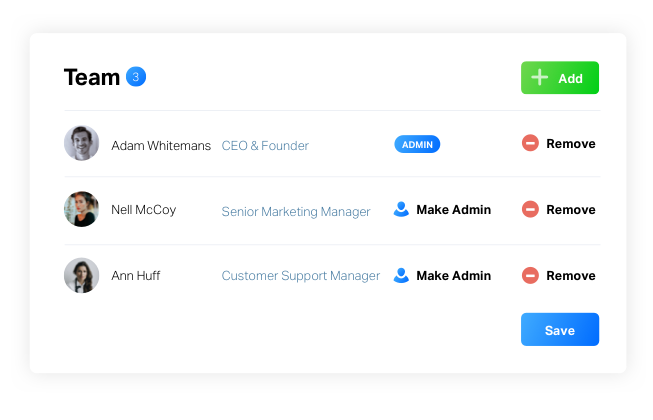 Team 3
Add
Adam Whitemans CEO & Founder ADMIN Remove
Nell McCoy Senior Marketing Manager Make Admin Remove
Ann Huff Customer Support Manager Make Admin Remove
Save